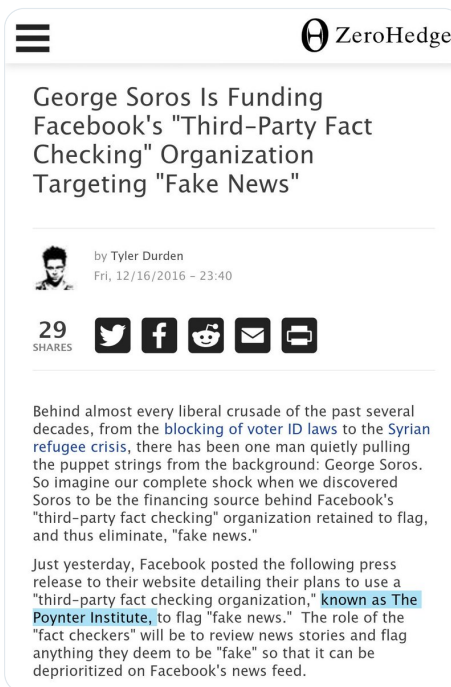 ZeroHedge
George Soros Is Funding
Facebook's "Third-Party Fact
Checking" Organization
Targeting "Fake News"
by Tyler Durden
Fri, 12/16/2016 - 23:40
29
SHARES
Behind almost every liberal crusade of the past several
decades, from the blocking of voter ID laws to the Syrian
refugee crisis, there has been one man quietly pulling
the puppet strings from the background: George Soros.
So imagine our complete shock when we discovered
Soros to be the financing source behind Facebook's
"third-party fact checking" organization retained to flag,
and thus eliminate, "fake news."
Just yesterday, Facebook posted the following press
release to their website detailing their plans to use a
"third-party fact checking organization," known as The
Poynter Institute, to flag "fake news." The role of the
"fact checkers" will be to review news stories and flag
anything they deem to be "fake" so that it can be
deprioritized on Facebook's news feed.